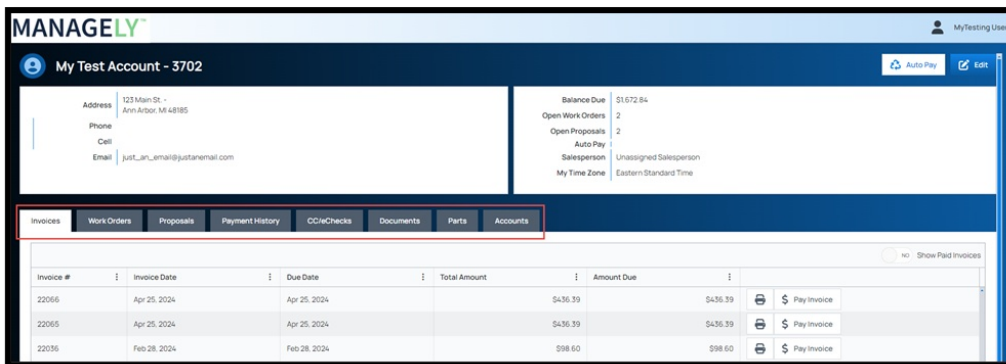 MANAGELY™
MyTesting User
My Test Account - 3702
Auto Pay
Edit
Address 123 Main St. -
Ann Arbor, MI 48185
Phone
Cell
Email just_an_email@justanemail.com
Balance Due $1,672.84
Open Work Orders 2
Open Proposals 2
Auto Pay
Salesperson Unassigned Salesperson
My Time Zone Eastern Standard Time
Invoices Work Orders Proposals Payment History CC/eChecks Documents Parts Accounts
NO Show Paid Invoices
Invoice # Invoice Date Due Date Total Amount Amount Due
22066 Apr 25, 2024 Apr 25, 2024 $436.39 $436.39 $ Pay Invoice
22065 Apr 25, 2024 Apr 25, 2024 $436.39 $436.39 $ Pay Invoice
22036 Feb 28, 2024 Feb 28, 2024 $98.60 $98.60 $ Pay Invoice